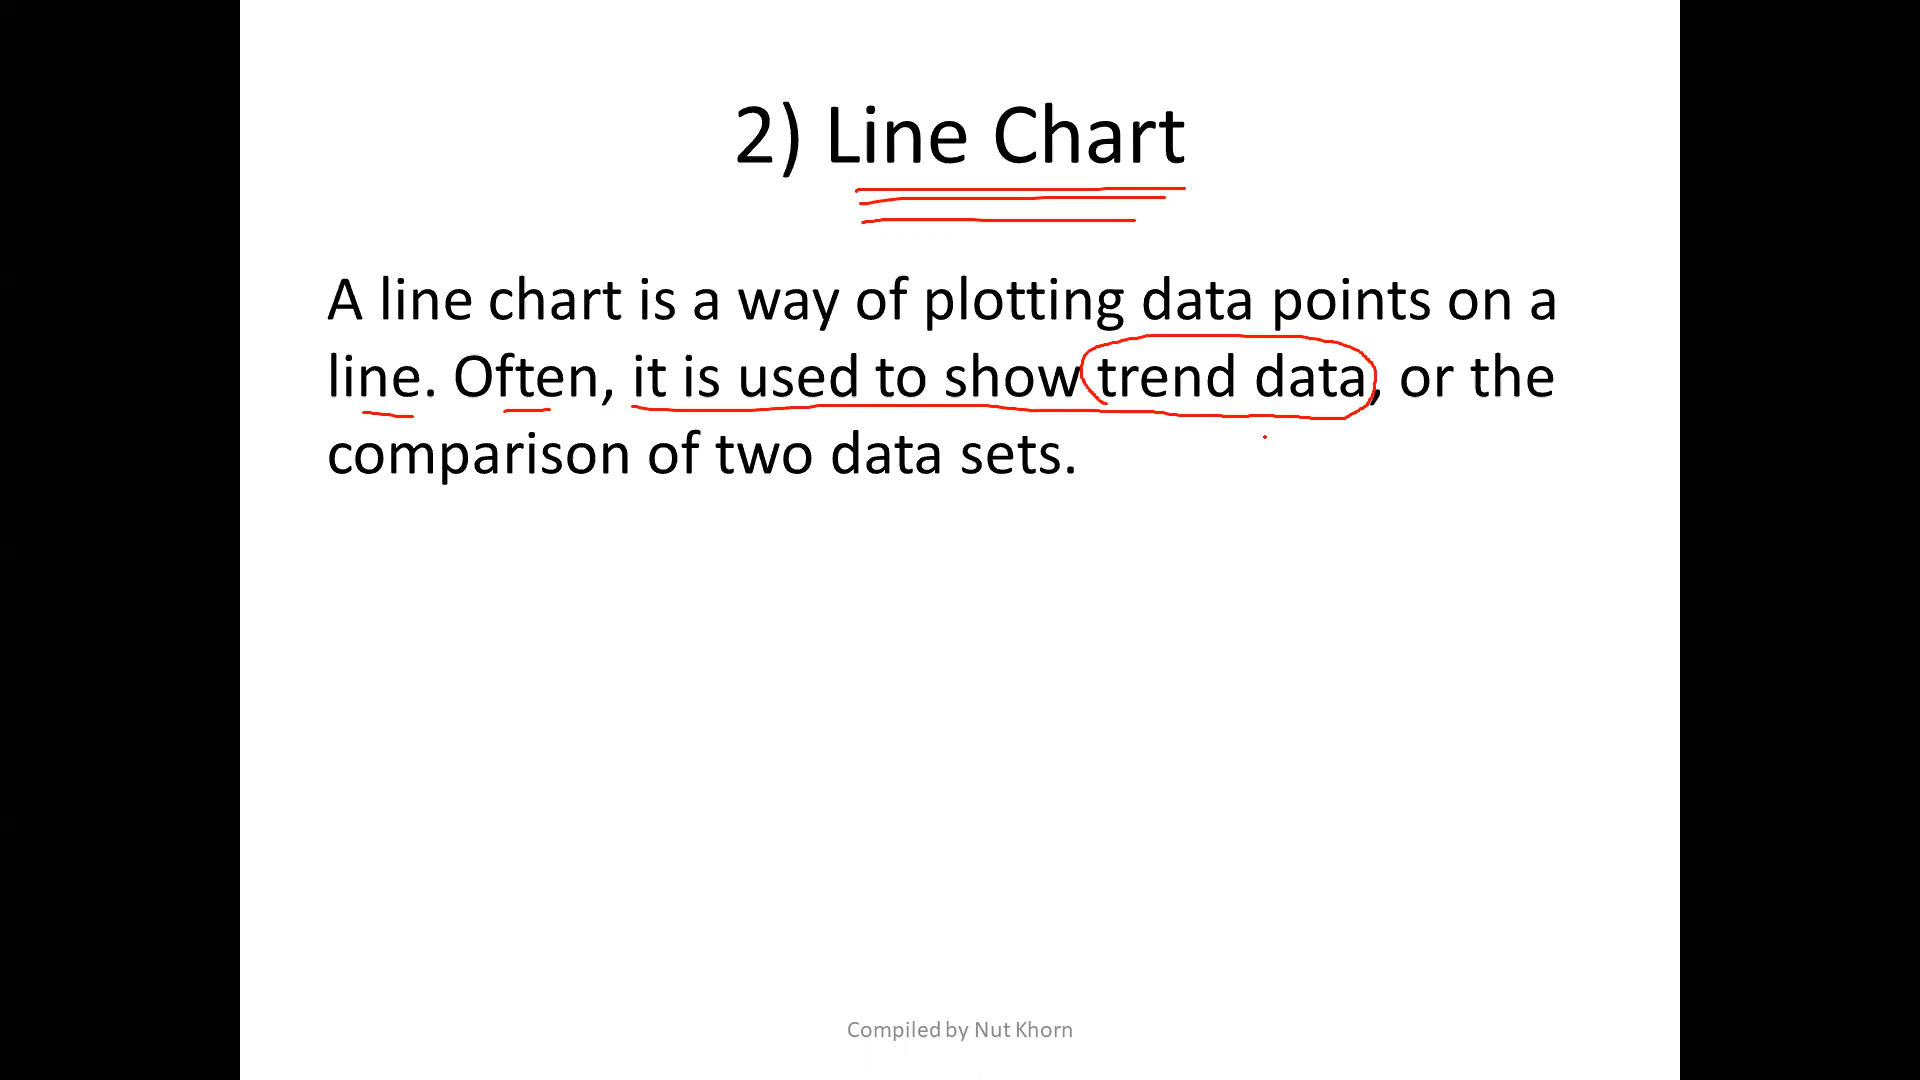 2) Line Chart
A line chart is a way of plotting data points on a
line. Often, it is used to show trend data, or the
comparison of two data sets.
Compiled by Nut Khorn